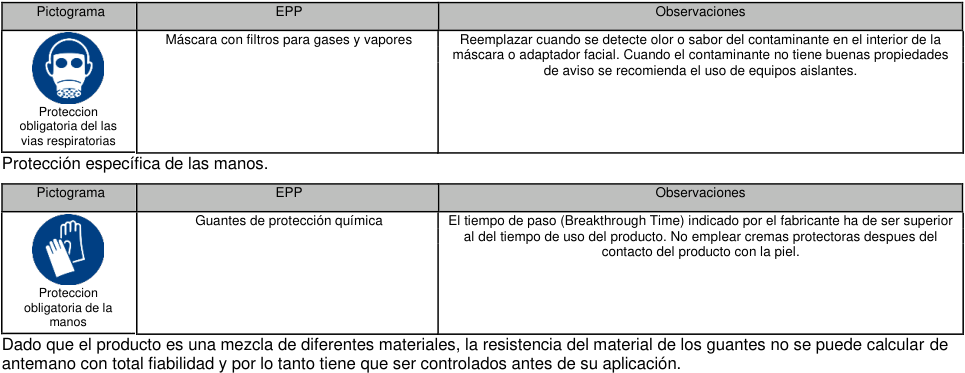 Pictograma EPP Observaciones
Máscara con filtros para gases y vapores
Reemplazar cuando se detecte olor o sabor del contaminante en el interior de la
máscara o adaptador facial. Cuando el contaminante no tiene buenas propiedades
de aviso se recomienda el uso de equipos aislantes.
Proteccion
obligatoria del las
vias respiratorias
Protección específica de las manos.
Pictograma EPP Observaciones
Guantes de protección química
El tiempo de paso (Breakthrough Time) indicado por el fabricante ha de ser superior
al del tiempo de uso del producto. No emplear cremas protectoras despues del
contacto del producto con la piel.
Proteccion
obligatoria de la
manos
Dado que el producto es una mezcla de diferentes materiales, la resistencia del material de los guantes no se puede calcular de
antemano con total fiabilidad y por lo tanto tiene que ser controlados antes de su aplicación.